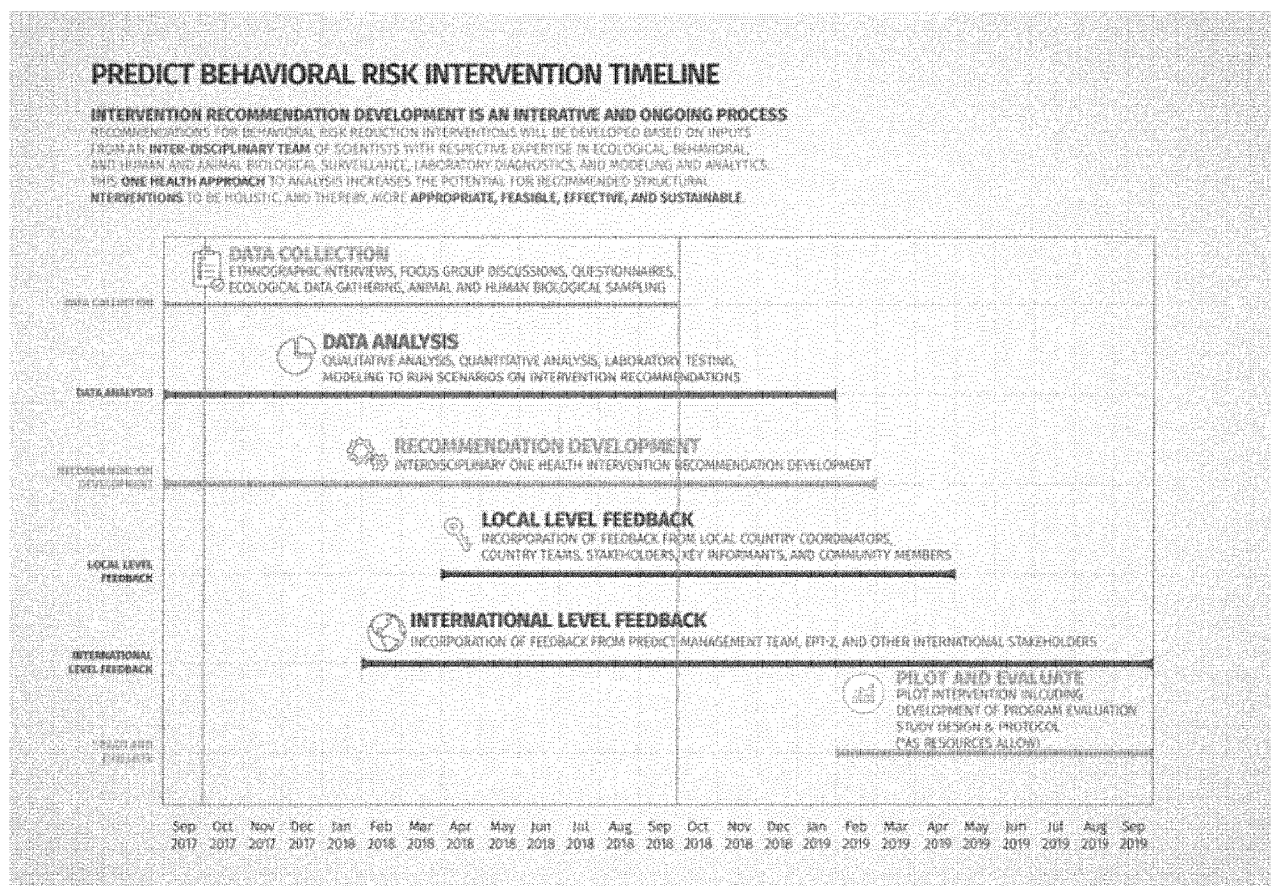 PREDICT BEHAVIORAL RISK INTERVENTION TIMELINE
INTERVENTION RECOMMENDATION DEVELOPMENT IS AN INTERATIVE AND ONGOING PROCESS
RECOMMENDATIONS FOR BEHAVIORAL RISK REDUCTION INTERVENTIONS WILL BE DEVELOPED BASED ON INPUTS
FROM AN INTER-DISCIPLINARY TEAM OF SCIENTISTS WITH RESPECTIVE EXPERTISE IN ECOLOGICAL, BEHAVIORAL,
AND HUMAN AND ANIMAL BIOLOGICAL SURVEILLANCE, LABORATORY DIAGNOSTICS, AND MODELING AND ANALYTICS.
THIS ONE HEALTH APPROACH TO ANALYSIS INCREASES THE POTENTIAL FOR RECOMMENDED STRUCTURAL
NTERVENTIONS TO BE HOLISTIC, AND THEREBY, MORE APPROPRIATE, FEASIBLE, EFFECTIVE, AND SUSTAINABLE.
DATA COLLECTION
ETHNOGRAPHIC INTERVIEWS, FOCUS GROUP DISCUSSIONS, QUESTIONNAIRES,
ECOLOGICAL DATA GATHERING, ANIMAL AND HUMAN BIOLOGICAL SAMPLING
DATA COLLECTION
DATA ANALYSIS
QUALITATIVE ANALYSIS, QUANTITATIVE ANALYSIS, LABORATORY TESTING,
MODELING TO RUN SCENARIOS ON INTERVENTION RECOMMENDATIONS
DATA ANALYSIS
RECOMMENDATION DEVELOPMENT
INTERDISCIPLINARY ONE HEALTH INTERVENTION RECOMMENDATION DEVELOPMENT
RECOMMENDATION
DEVELOPMENT
LOCAL LEVEL FEEDBACK
INCORPORATION OF FEEDBACK FROM LOCAL COUNTRY COORDINATORS,
COUNTRY TEAMS, STAKEHOLDERS, KEY INFORMANTS, AND COMMUNITY MEMBERS
LOCAL LEVEL
FEEDBACK
INTERNATIONAL LEVEL FEEDBACK
INCORPORATION OF FEEDBACK FROM PREDICT MANAGEMENT TEAM, EPT-2, AND OTHER INTERNATIONAL STAKEHOLDERS
INTERNATIONAL
LEVEL FEEDBACK
PILOT AND EVALUATE
PILOT INTERVENTION INLCUDING
DEVELOPMENT OF PROGRAM EVALUATION
STUDY DESIGN & PROTOCOL
(*AS RESOURCES ALLOW)
PILOT AND
EVALUATE
Sep Oct Nov Dec Jan Feb Mar Apr May Jun Jul Aug Sep Oct Nov Dec Jan Feb Mar Apr May Jun Jul Aug Sep
2017 2017 2017 2017 2018 2018 2018 2018 2018 2018 2018 2018 2018 2018 2018 2018 2019 2019 2019 2019 2019 2019 2019 2019 2019